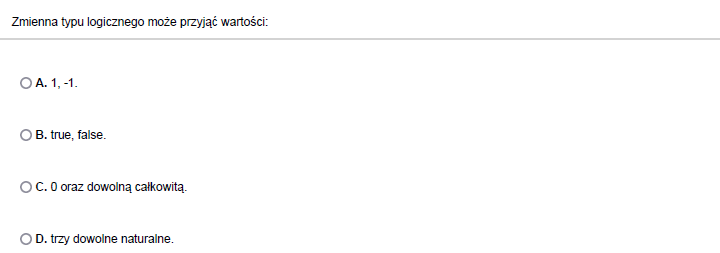 Zmienna typu logicznego może przyjąć wartości:
A. 1, -1.
B. true, false.
C. 0 oraz dowolną całkowitą.
D. trzy dowolne naturalne.